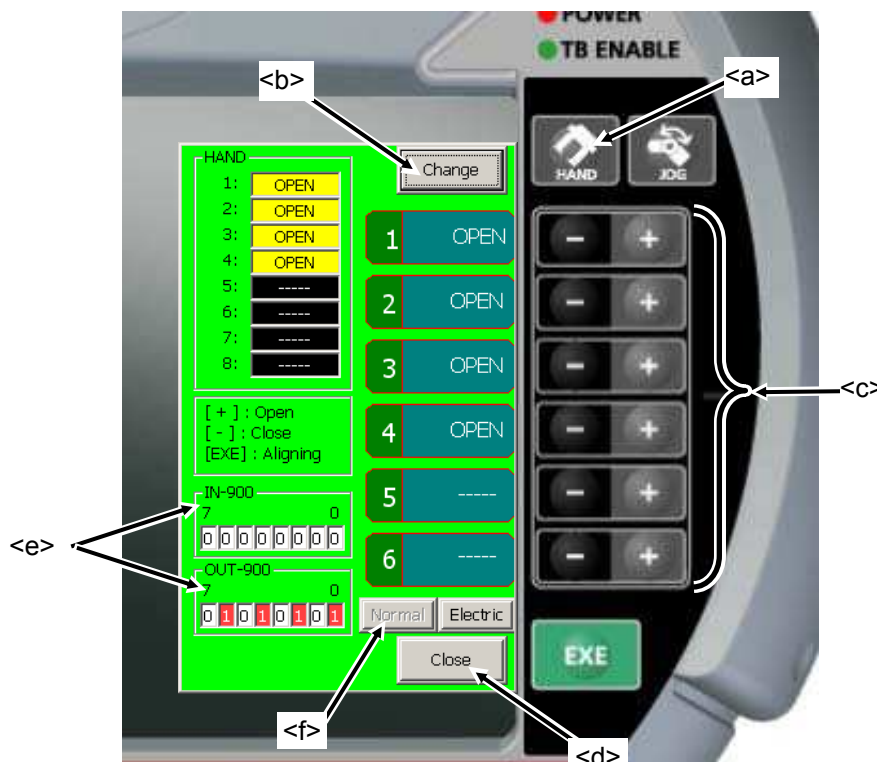 POWER
TB ENABLE
<b>
<a>
HAND
JOG
HAND
1: OPEN
2: OPEN
3: OPEN
4: OPEN
5: -----
6: -----
7: -----
8: -----
Change
1 OPEN
2 OPEN
3 OPEN
4 OPEN
5 -----
6 -----
- +
- +
- +
- +
- +
- +
<c>
[ + ] : Open
[ - ] : Close
[EXE] : Aligning
IN-900
7 0
0 0 0 0 0 0 0 0
<e>
OUT-900
7 0
0 1 0 1 0 1 0 1
Normal Electric
Close
EXE
<f>
<d>